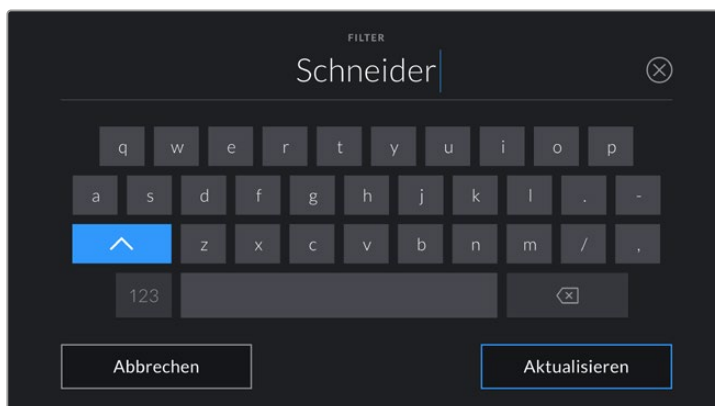 FILTER
Schneider
q w e r t y u i o p
a s d f g h j k l . -
z x c v b n m / ,
123
Abbrechen Aktualisieren